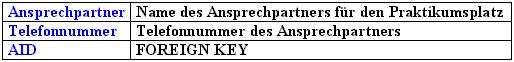 Ansprechpartner Name des Ansprechpartners für den Praktikumsplatz
Telefonnummer Telefonnummer des Ansprechpartners
AID FOREIGN KEY